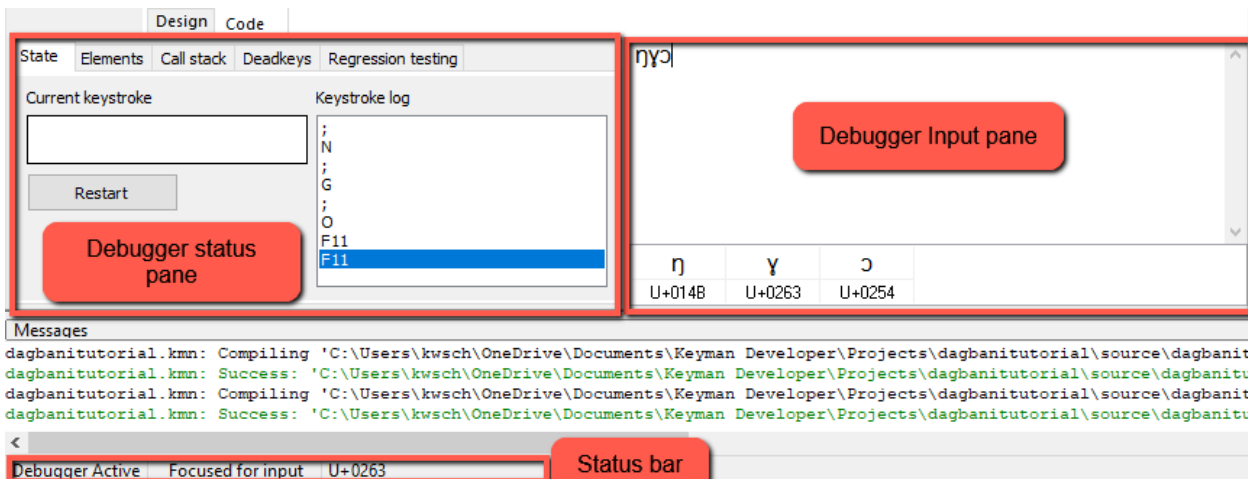 Design Code
State Elements Call stack Deadkeys Regression testing
Current keystroke
Keystroke log
;
N
;
G
;
O
F11
F11
Restart
Debugger status
pane
ŋɣɔ
Debugger Input pane
ŋ ɣ ɔ
U+014B U+0263 U+0254
Messages
dagbanitutorial.kmn: Compiling 'C:\Users\kwsch\OneDrive\Documents\Keyman Developer\Projects\dagbanitutorial\source\dagbanit
dagbanitutorial.kmn: Success: 'C:\Users\kwsch\OneDrive\Documents\Keyman Developer\Projects\dagbanitutorial\source\dagbanitu
dagbanitutorial.kmn: Compiling 'C:\Users\kwsch\OneDrive\Documents\Keyman Developer\Projects\dagbanitutorial\source\dagbanit
dagbanitutorial.kmn: Success: 'C:\Users\kwsch\OneDrive\Documents\Keyman Developer\Projects\dagbanitutorial\source\dagbanitu
Debugger Active Focused for input U+0263
Status bar